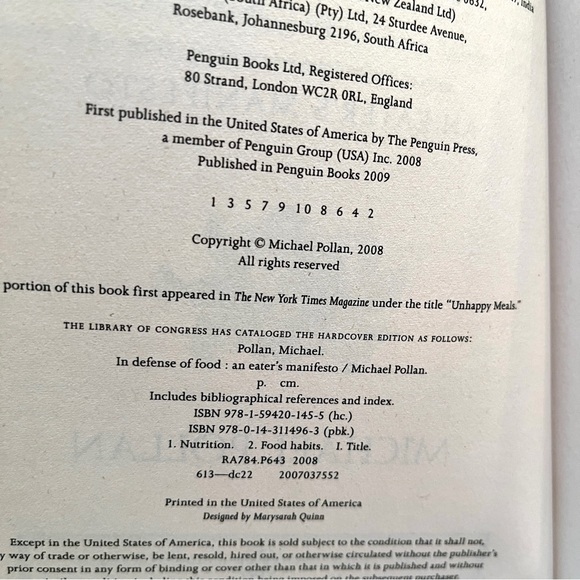 New Zealand Ltd)
(South Africa) (Pty) Ltd, 24 Sturdee Avenue,
Rosebank, Johannesburg 2196, South Africa
Penguin Books Ltd, Registered Offices:
80 Strand, London WC2R 0RL, England
First published in the United States of America by The Penguin Press,
a member of Penguin Group (USA) Inc. 2008
Published in Penguin Books 2009
1 3 5 7 9 10 8 6 4 2
Copyright © Michael Pollan, 2008
All rights reserved
portion of this book first appeared in The New York Times Magazine under the title "Unhappy Meals."
THE LIBRARY OF CONGRESS HAS CATALOGED THE HARDCOVER EDITION AS FOLLOWS:
Pollan, Michael.
In defense of food : an eater's manifesto / Michael Pollan.
p. cm.
Includes bibliographical references and index.
ISBN 978-1-59420-145-5 (hc.)
ISBN 978-0-14-311496-3 (pbk.)
1. Nutrition. 2. Food habits. I. Title.
RA784.P643 2008
613—dc22 2007037552
Printed in the United States of America
Designed by Marysarah Quinn
Except in the United States of America, this book is sold subject to the condition that it shall not,
y way of trade or otherwise, be lent, resold, hired out, or otherwise circulated without the publisher's
prior consent in any form of binding or cover other than that in which it is published and without
condition being imposed on the subsequent purchaser.